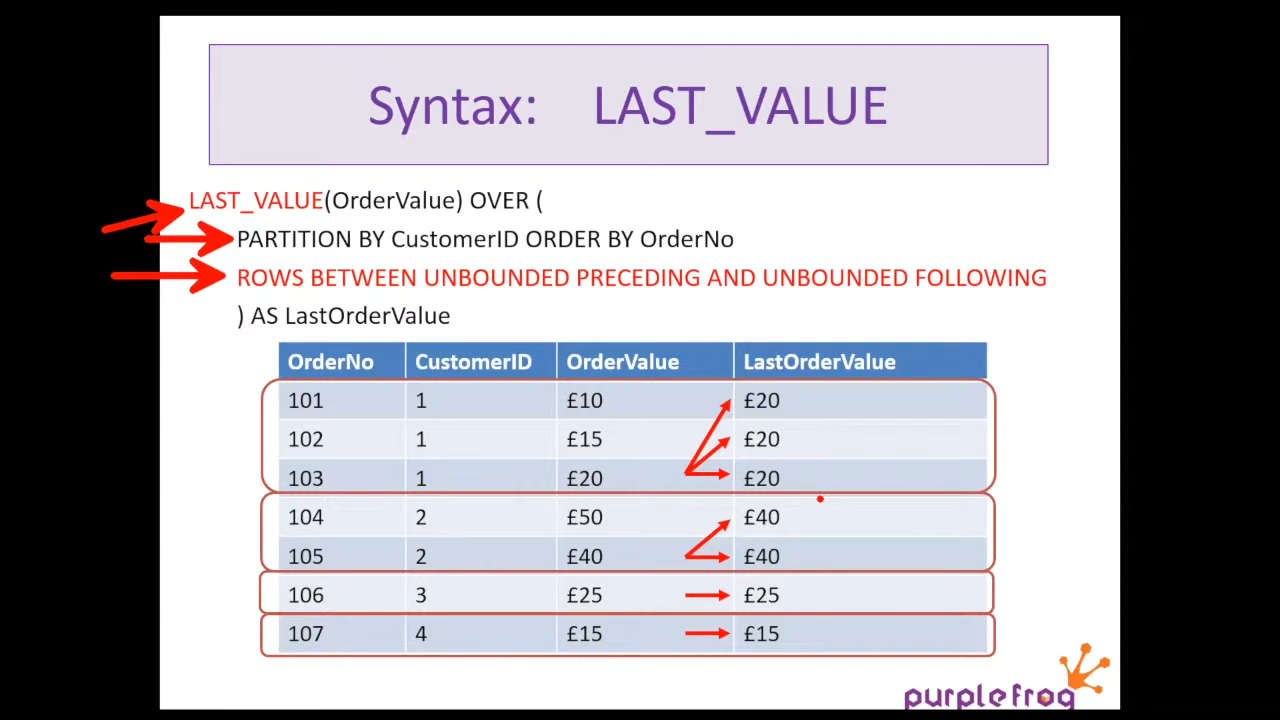 Syntax: LAST_VALUE
LAST_VALUE(OrderValue) OVER (
PARTITION BY CustomerID ORDER BY OrderNo
ROWS BETWEEN UNBOUNDED PRECEDING AND UNBOUNDED FOLLOWING
) AS LastOrderValue
OrderNo CustomerID OrderValue LastOrderValue
101 1 £10 £20
102 1 £15 £20
103 1 £20 £20
104 2 £50 £40
105 2 £40 £40
106 3 £25 £25
107 4 £15 £15
purplefrog